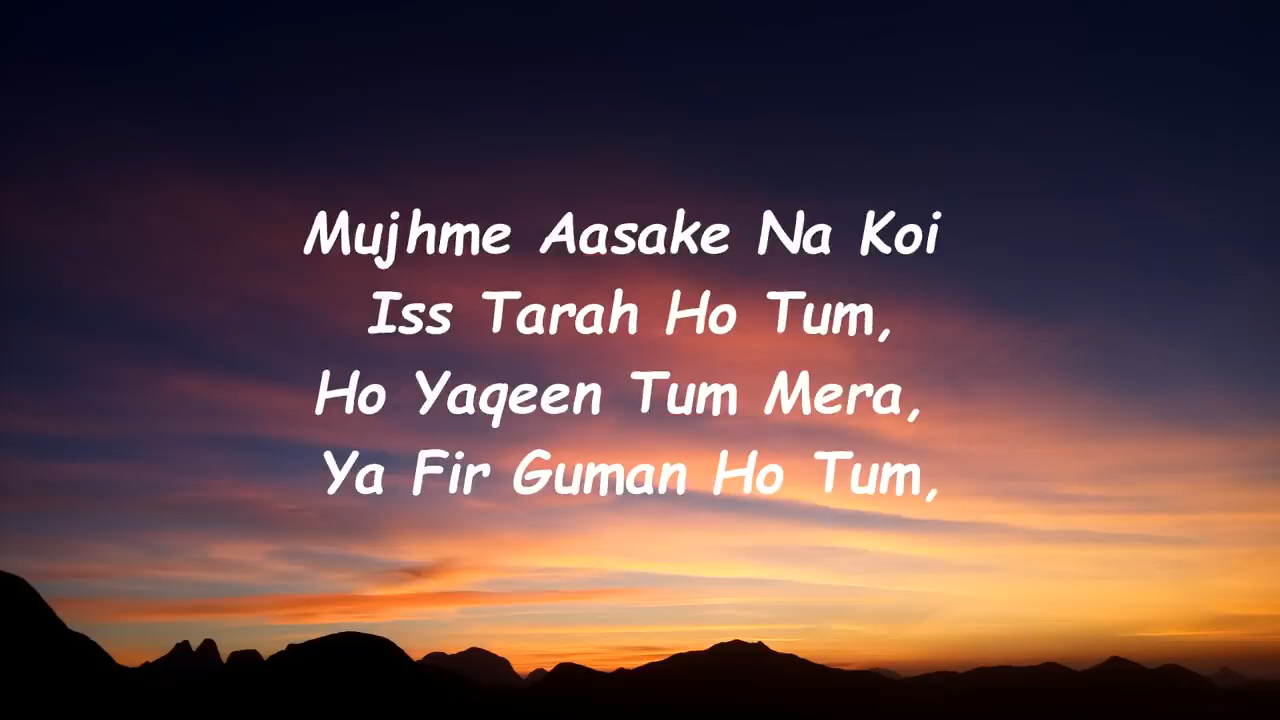 Mujhme Aasake Na Koi
Iss Tarah Ho Tum,
Ho Yaqeen Tum Mera,
Ya Fir Guman Ho Tum,